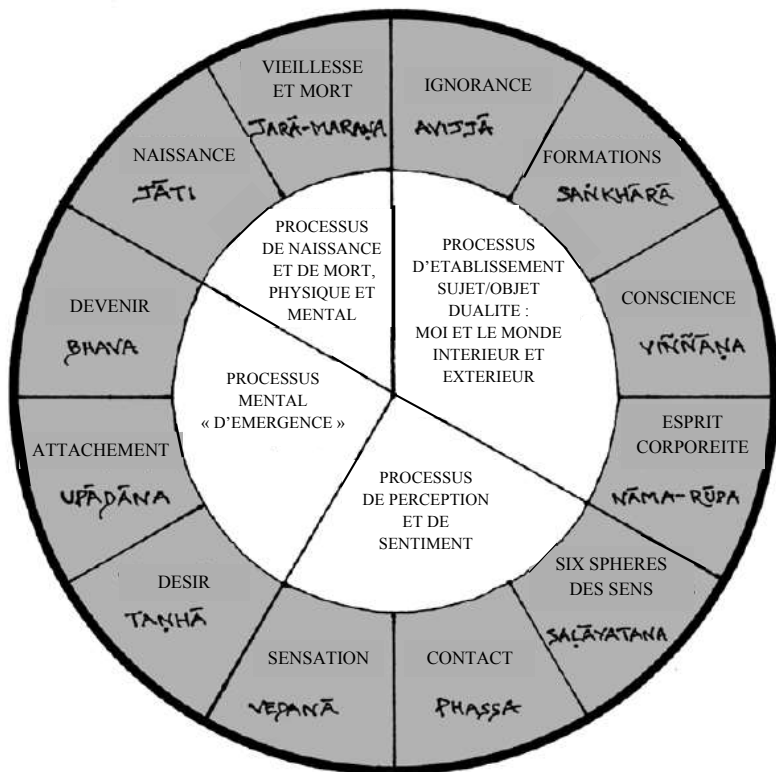 IGNORANCE
AVIJJĀ
FORMATIONS
SAṄKHĀRĀ
CONSCIENCE
VIÑÑĀṆA
ESPRIT
CORPOREITE
NĀMA-RŪPA
SIX SPHERES
DES SENS
SAḶĀYATANA
CONTACT
PHASSA
SENSATION
VEDANĀ
DESIR
TAṆHĀ
ATTACHEMENT
UPĀDĀNA
DEVENIR
BHAVA
NAISSANCE
JĀTI
VIEILLESSE
ET MORT
JARĀ-MARAṆA
PROCESSUS
D'ETABLISSEMENT
SUJET/OBJET
DUALITE :
MOI ET LE MONDE
INTERIEUR ET
EXTERIEUR
PROCESSUS
DE PERCEPTION
ET DE
SENTIMENT
PROCESSUS
MENTAL
« D'EMERGENCE »
PROCESSUS
DE NAISSANCE
ET DE MORT,
PHYSIQUE ET
MENTAL